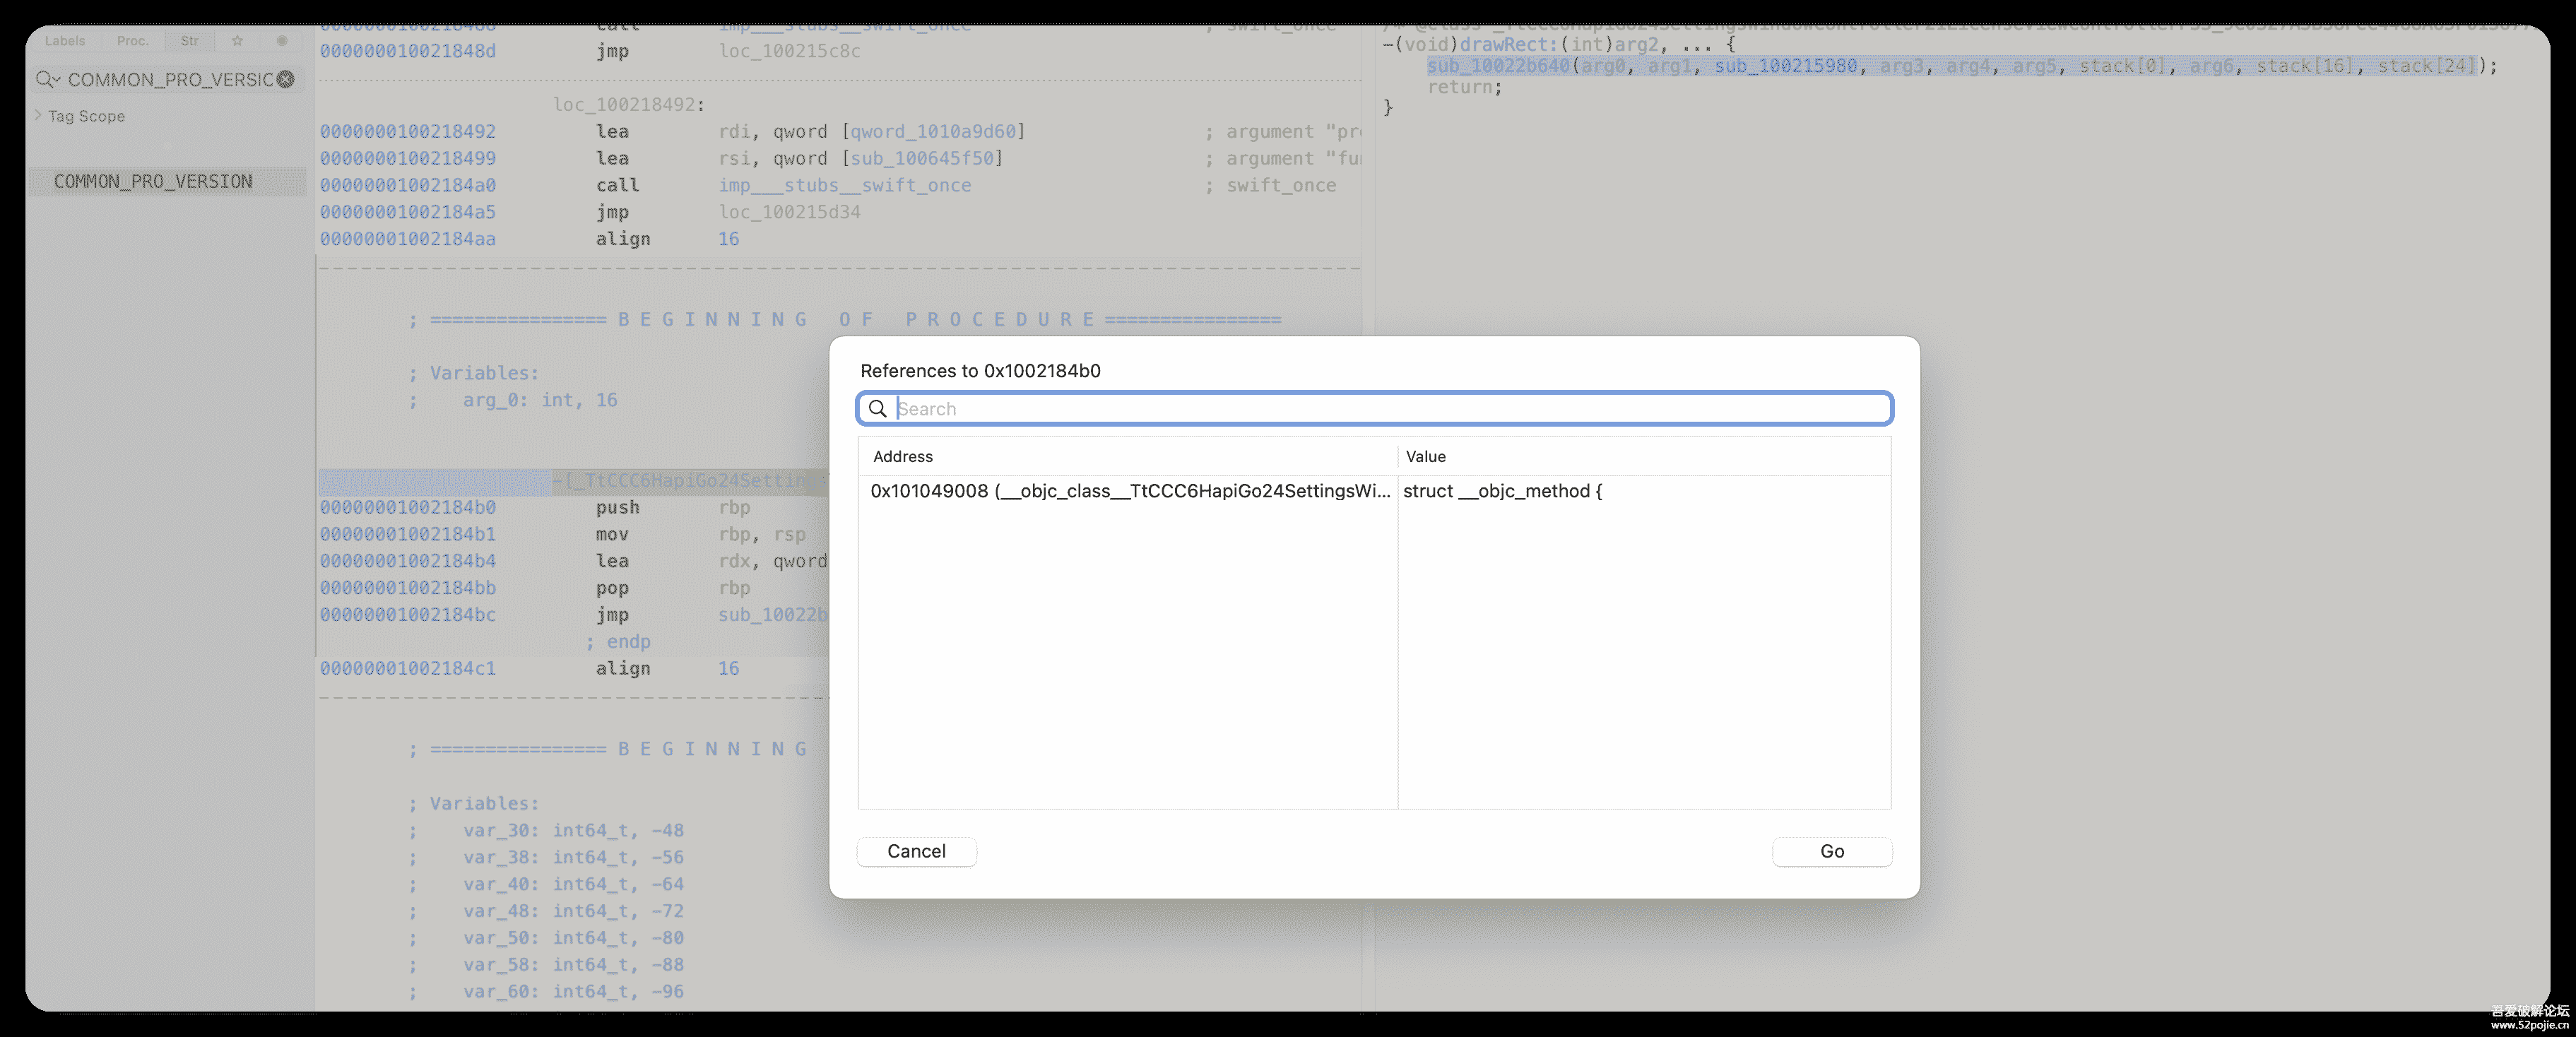 Labels Proc. Str
COMMON_PRO_VERSIC
Tag Scope
COMMON_PRO_VERSION
swift_once
000000010021848d jmp loc_100215c8c
loc_100218492:
0000000100218492 lea rdi, qword [qword_1010a9d60] ; argument "pr
0000000100218499 lea rsi, qword [sub_100645f50] ; argument "fu
00000001002184a0 call imp___stubs__swift_once ; swift_once
00000001002184a5 jmp loc_100215d34
00000001002184aa align 16
; ================ B E G I N N I N G   O F   P R O C E D U R E ================
; Variables:
;    arg_0: int, 16
-[_TtCCC6HapiGo24Settin
00000001002184b0 push rbp
00000001002184b1 mov rbp, rsp
00000001002184b4 lea rdx, qword
00000001002184bb pop rbp
00000001002184bc jmp sub_10022b
; endp
00000001002184c1 align 16
; ================ B E G I N N I N G
; Variables:
;    var_30: int64_t, -48
;    var_38: int64_t, -56
;    var_40: int64_t, -64
;    var_48: int64_t, -72
;    var_50: int64_t, -80
;    var_58: int64_t, -88
;    var_60: int64_t, -96
-(void)drawRect:(int)arg2, ... {
sub_10022b640(arg0, arg1, sub_100215980, arg3, arg4, arg5, stack[0], arg6, stack[16], stack[24]);
return;
}
References to 0x1002184b0
Search
Address Value
0x101049008 (__objc_class__TtCCC6HapiGo24SettingsWi... struct __objc_method {
Cancel Go
吾爱破解论坛
www.52pojie.cn